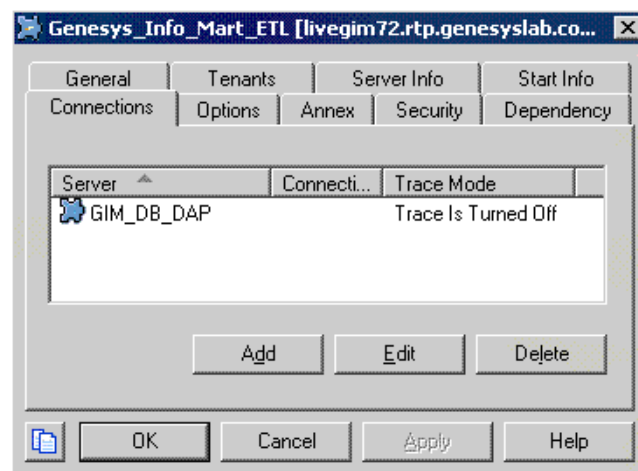 Genesys_Info_Mart_ETL [livegim72.rtp.genesyslab.co...
General Tenants Server Info Start Info
Connections Options Annex Security Dependency
Server Connecti... Trace Mode
GIM_DB_DAP Trace Is Turned Off
Add Edit Delete
OK Cancel Apply Help